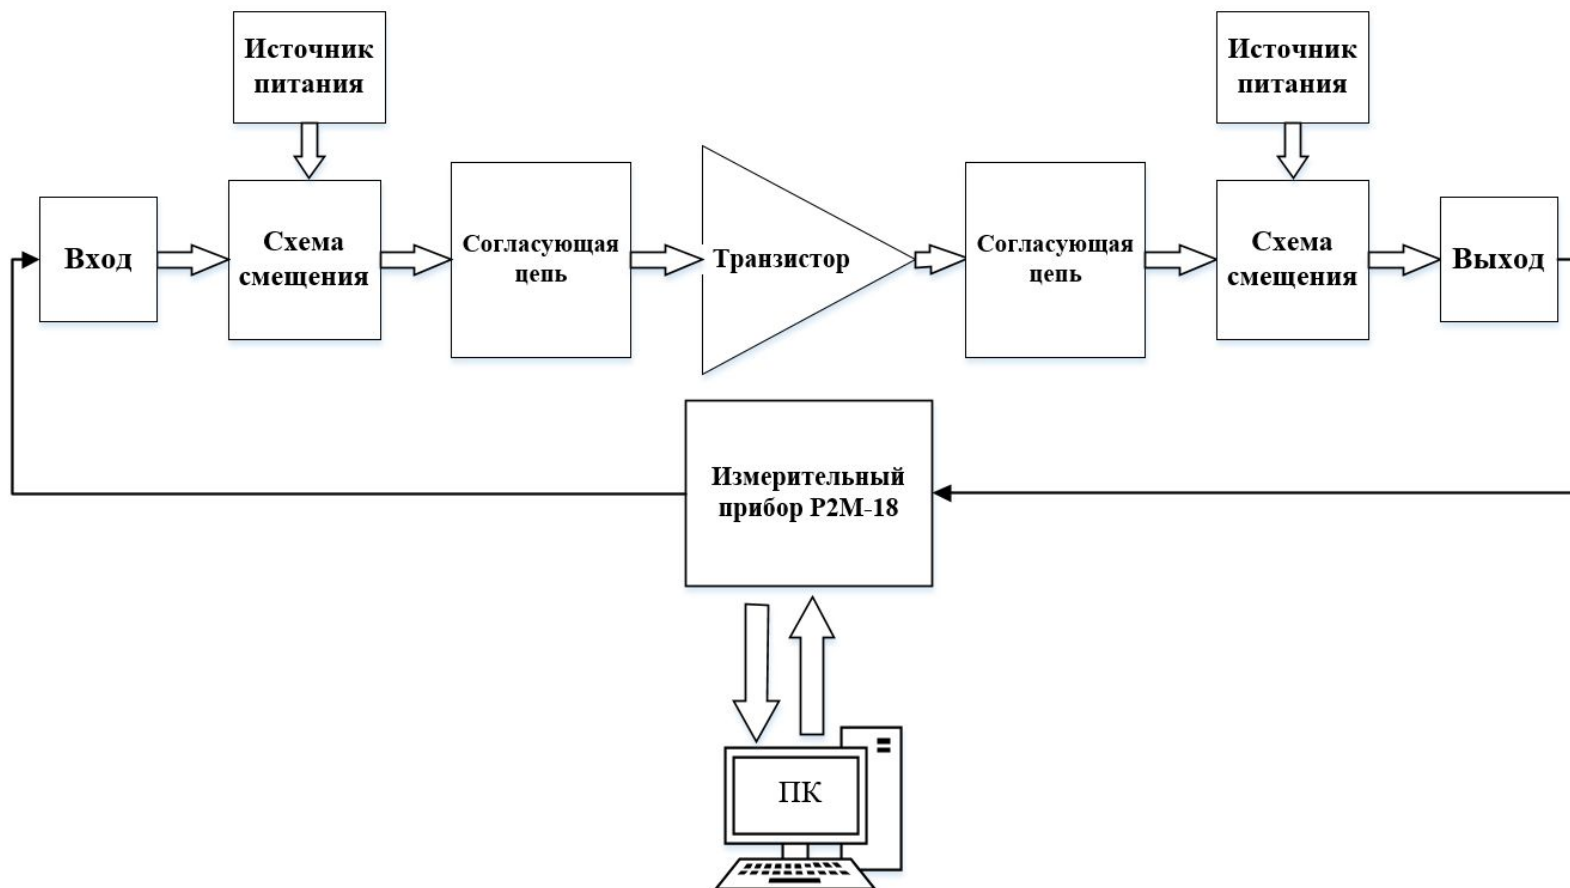 Источник
питания
Источник
питания
Вход
Схема
смещения
Согласующая
цепь
Транзистор
Согласующая
цепь
Схема
смещения
Выход
Измерительный
прибор Р2М-18
ПК